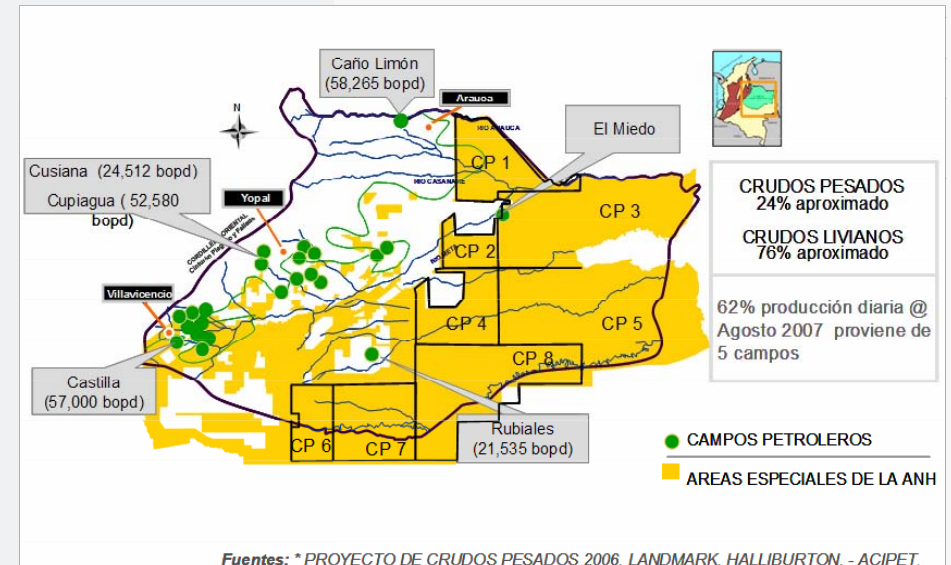 Caño Limón
(58,265 bopd)
Arauca
N
RIO ARAUCA
El Miedo
Cusiana (24,512 bopd)
Cupiagua ( 52,580
bopd)
CP 1
RIO CASANARE
Yopal
CP 3
CORDILLERA ORIENTAL
CP 2
RIO META
Villavicencio
CP 4
CP 5
CP 8
Castilla
(57,000 bopd)
Rubiales
(21,535 bopd)
CP 6
CP 7
CRUDOS PESADOS
24% aproximado
CRUDOS LIVIANOS
76% aproximado
62% producción diaria @
Agosto 2007 proviene de
5 campos
CAMPOS PETROLEROS
AREAS ESPECIALES DE LA ANH
Fuentes: * PROYECTO DE CRUDOS PESADOS 2006. LANDMARK. HALLIBURTON. - ACIPET.